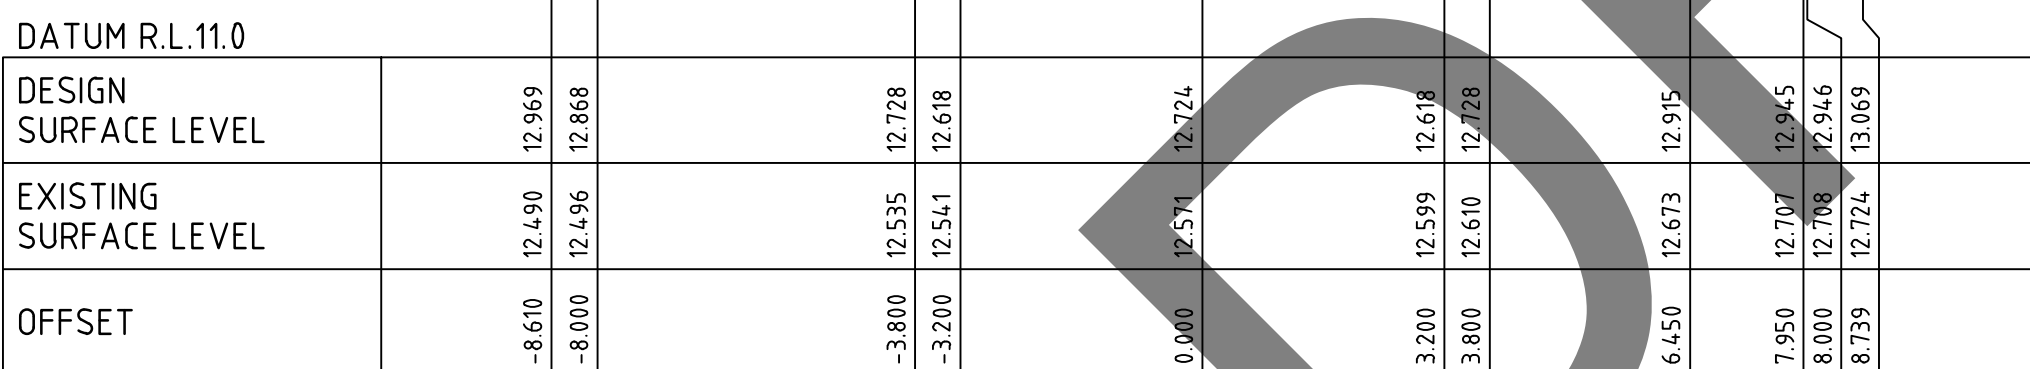 DATUM R.L.11.0
DESIGN
SURFACE LEVEL
12.969 12.868 12.728 12.618 12.724 12.618 12.728 12.915 12.945 12.946 13.069
EXISTING
SURFACE LEVEL
12.490 12.496 12.535 12.541 12.571 12.599 12.610 12.673 12.707 12.708 12.724
OFFSET
-8.610 -8.000 -3.800 -3.200 0.000 3.200 3.800 6.450 7.950 8.000 8.739